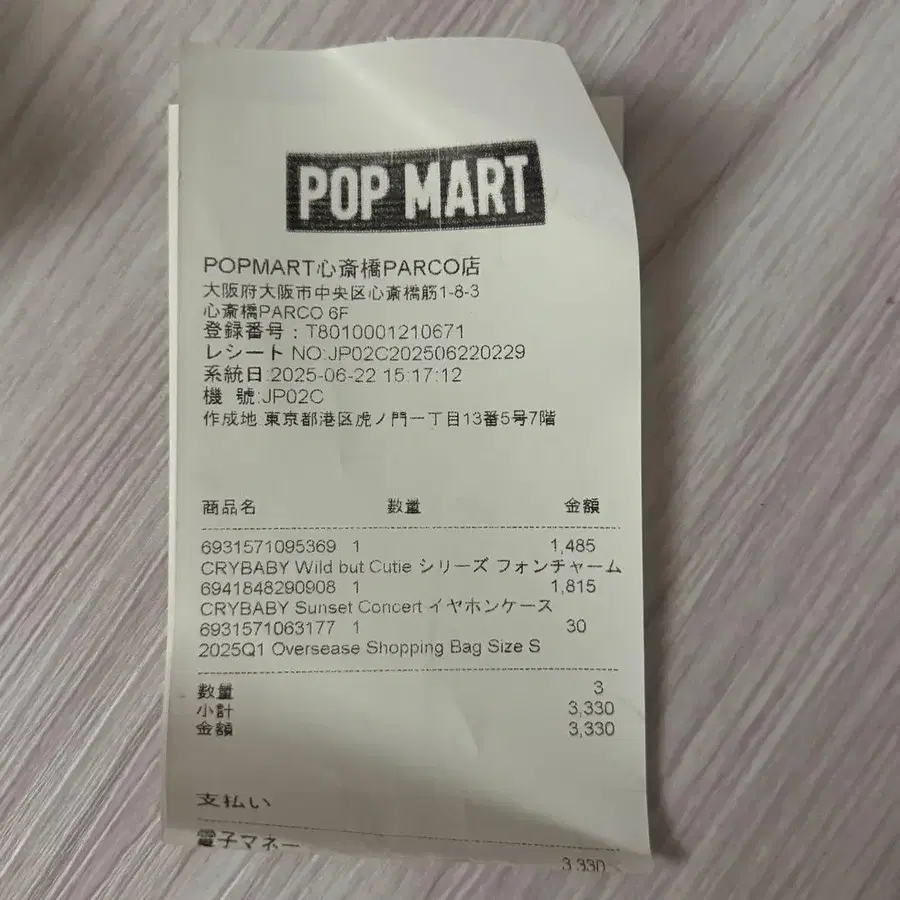 POP MART
POPMART心斎橋PARCO店
大阪府大阪市中央区心斎橋筋1-8-3
心斎橋PARCO 6F
登録番号：T8010001210671
レシート NO:JP02C202506220229
系統日:2025-06-22 15:17:12
機 號:JP02C
作成地:東京都港区虎ノ門一丁目13番5号7階
商品名 数量 金額
6931571095369 1 1,485
CRYBABY Wild but Cutie シリーズ フォンチャーム
6941848290908 1 1,815
CRYBABY Sunset Concert イヤホンケース
6931571063177 1 30
2025Q1 Oversease Shopping Bag Size S
数量 3
小計 3,330
金額 3,330
支払い
電子マネー 3,330